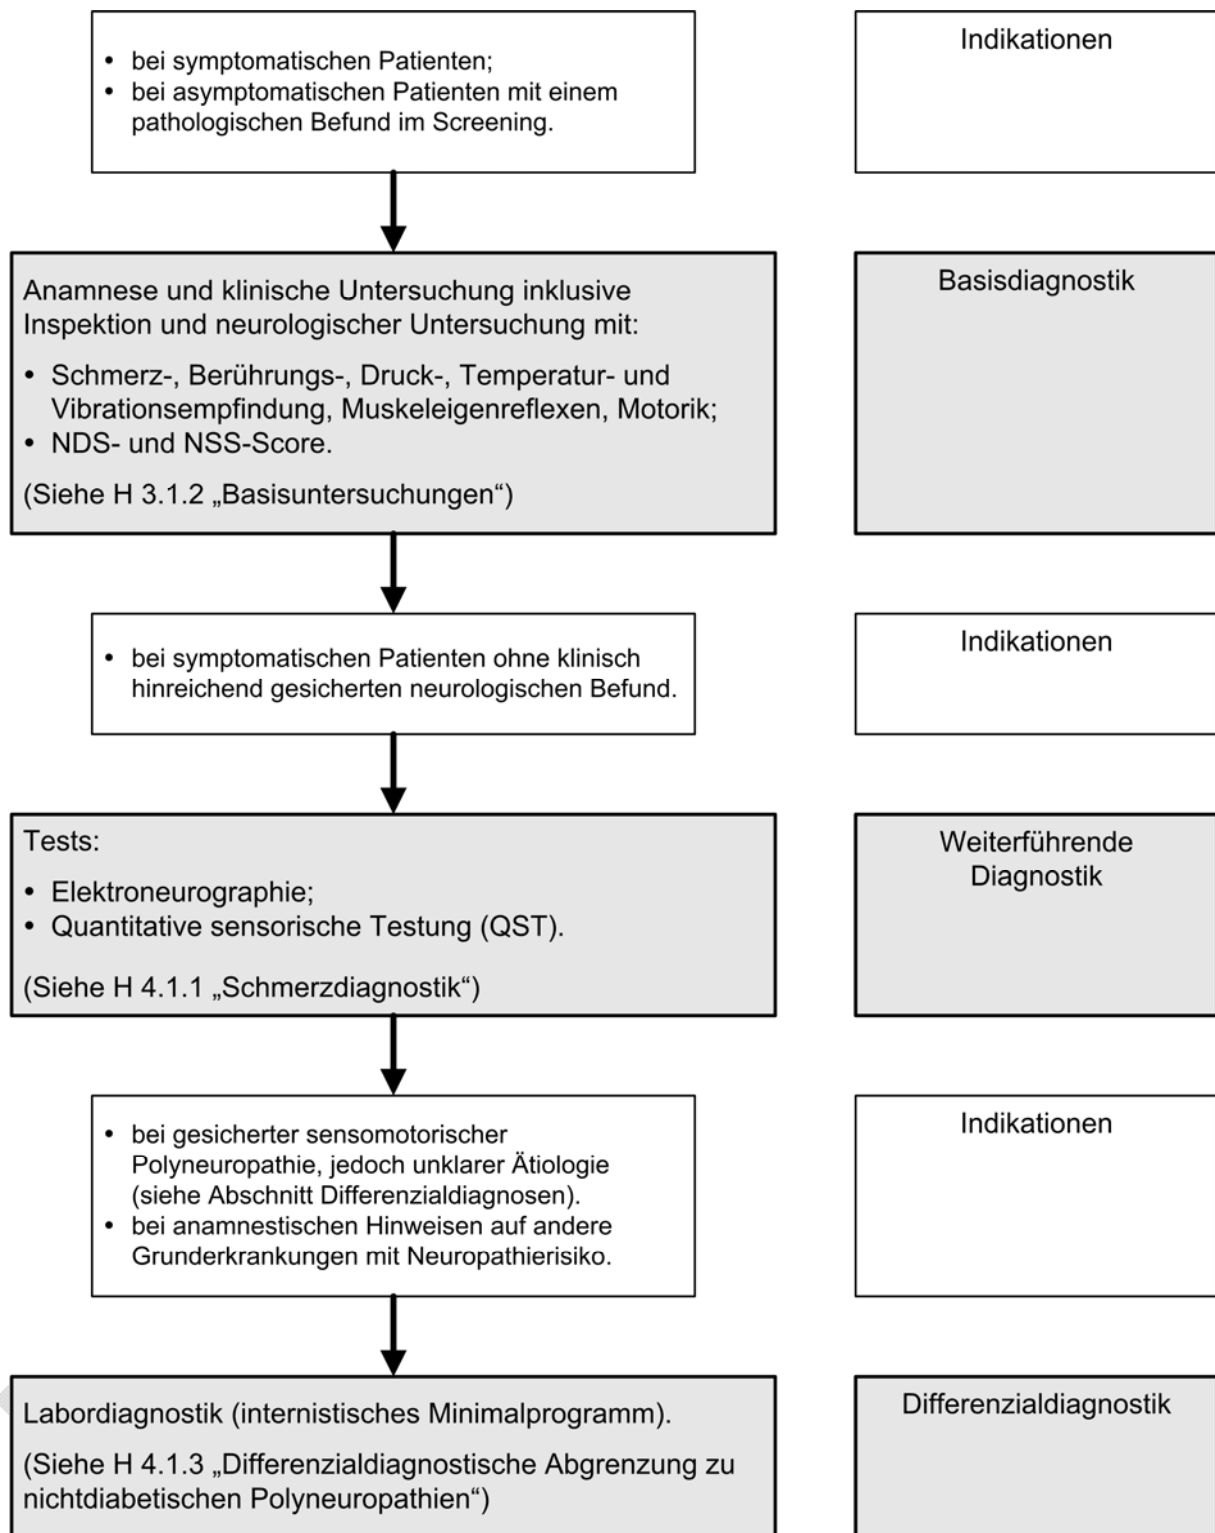 • bei symptomatischen Patienten;
• bei asymptomatischen Patienten mit einem
pathologischen Befund im Screening.
Indikationen
Anamnese und klinische Untersuchung inklusive
Inspektion und neurologischer Untersuchung mit:
• Schmerz-, Berührungs-, Druck-, Temperatur- und
Vibrationsempfindung, Muskeleigenreflexen, Motorik;
• NDS- und NSS-Score.
(Siehe H 3.1.2 „Basisuntersuchungen“)
Basisdiagnostik
• bei symptomatischen Patienten ohne klinisch
hinreichend gesicherten neurologischen Befund.
Indikationen
Tests:
• Elektroneurographie;
• Quantitative sensorische Testung (QST).
(Siehe H 4.1.1 „Schmerzdiagnostik“)
Weiterführende
Diagnostik
• bei gesicherter sensomotorischer
Polyneuropathie, jedoch unklarer Ätiologie
(siehe Abschnitt Differenzialdiagnosen).
• bei anamnestischen Hinweisen auf andere
Grunderkrankungen mit Neuropathierisiko.
Indikationen
Labordiagnostik (internistisches Minimalprogramm).
(Siehe H 4.1.3 „Differenzialdiagnostische Abgrenzung zu
nichtdiabetischen Polyneuropathien“)
Differenzialdiagnostik